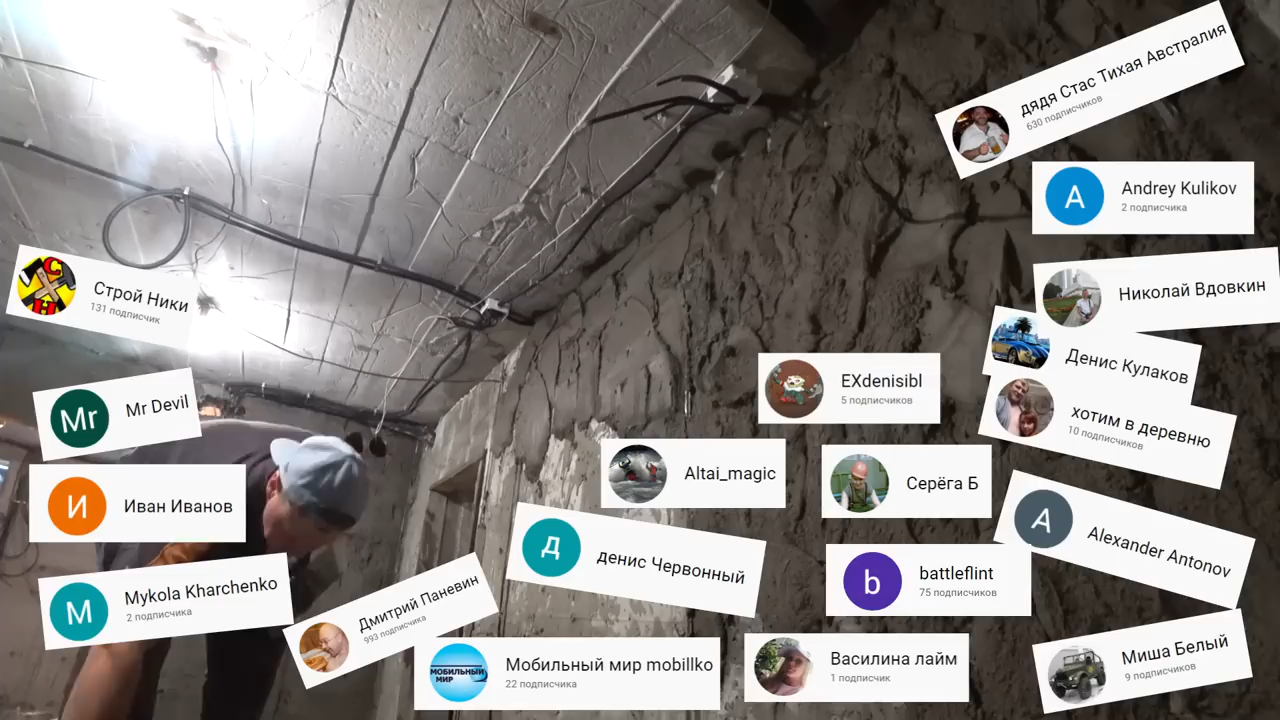 дядя Стас Тихая Австралия
630 подписчиков
A
Andrey Kulikov
2 подписчика
Николай Вдовкин
Денис Кулаков
хотим в деревню
10 подписчиков
С
Н
Строй Ники
131 подписчик
Mr
Mr Devil
EXdenisibl
5 подписчиков
Altai_magic
Серёга Б
И
Иван Иванов
A
Alexander Antonov
д
денис Червонный
b
battleflint
75 подписчиков
M
Mykola Kharchenko
2 подписчика
Дмитрий Паневин
993 подписчика
МОБИЛЬНЫЙ
МИР
Мобильный мир mobillko
22 подписчика
Василина лайм
1 подписчик
Миша Белый
9 подписчиков